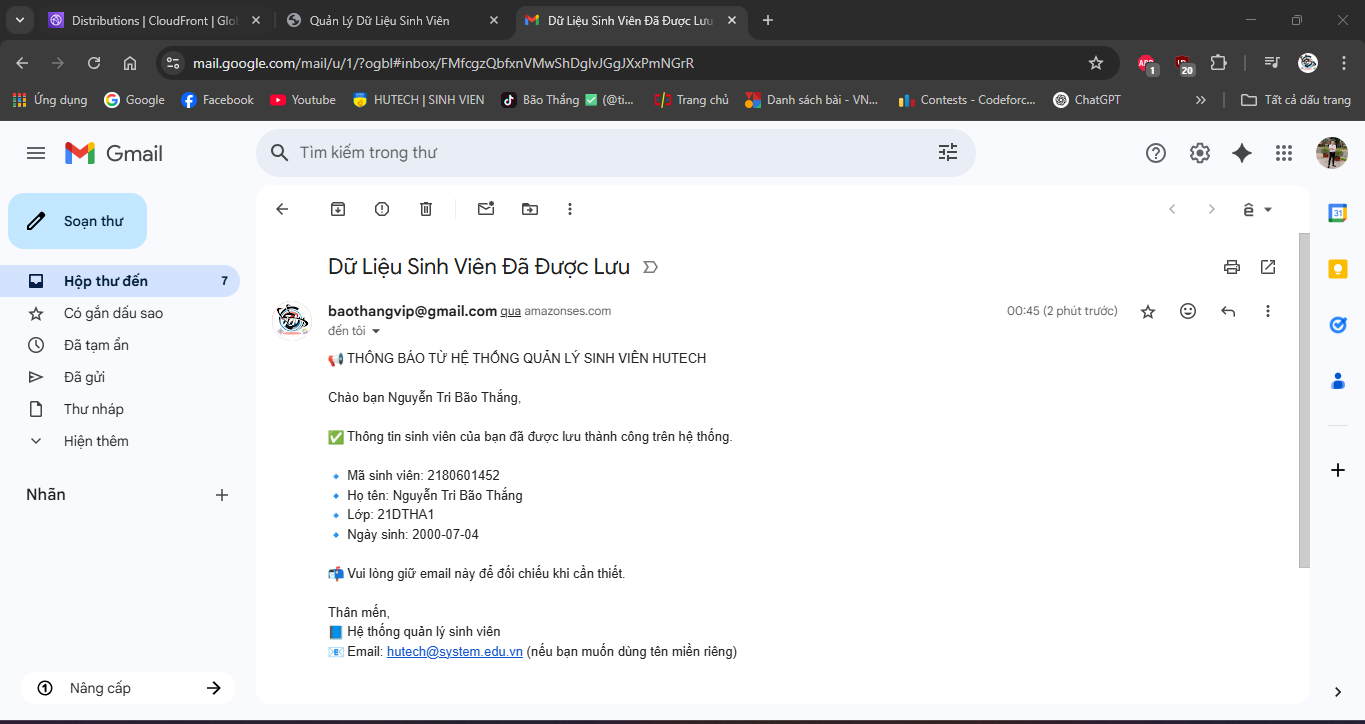 Distributions | CloudFront | Glo
Quản Lý Dữ Liệu Sinh Viên
Dữ Liệu Sinh Viên Đã Được Lưu
mail.google.com/mail/u/1/?ogbl#inbox/FMfcgzQbfxnVMwShDglvJGgJXxPmNGrR
ABP
1
20
Ứng dụng
Google
Facebook
Youtube
HUTECH | SINH VIEN
Bão Thắng ✅ (@ti...
Trang chủ
Danh sách bài - VN...
Contests - Codeforc...
ChatGPT
Tất cả dấu trang
Gmail
Tìm kiếm trong thư
Soạn thư
Hộp thư đến
7
Có gắn dấu sao
Đã tạm ẩn
Đã gửi
Thư nháp
Hiện thêm
Nhãn
Nâng cấp
ê
31
Dữ Liệu Sinh Viên Đã Được Lưu
baothangvip@gmail.com qua amazonses.com
00:45 (2 phút trước)
đến tôi
📢 THÔNG BÁO TỪ HỆ THỐNG QUẢN LÝ SINH VIÊN HUTECH
Chào bạn Nguyễn Tri Bão Thắng,
✅ Thông tin sinh viên của bạn đã được lưu thành công trên hệ thống.
🔹 Mã sinh viên: 2180601452
🔹 Họ tên: Nguyễn Tri Bão Thắng
🔹 Lớp: 21DTHA1
🔹 Ngày sinh: 2000-07-04
📬 Vui lòng giữ email này để đối chiếu khi cần thiết.
Thân mến,
📘 Hệ thống quản lý sinh viên
📧 Email: hutech@system.edu.vn (nếu bạn muốn dùng tên miền riêng)